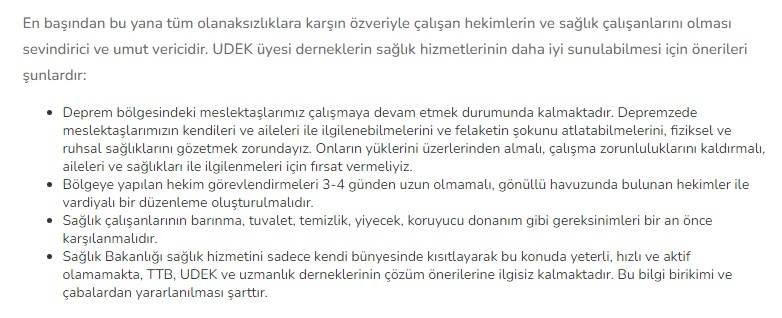 En başından bu yana tüm olanaksızlıklara karşın özveriyle çalışan hekimlerin ve sağlık çalışanlarını olması
sevindirici ve umut vericidir. UDEK üyesi derneklerin sağlık hizmetlerinin daha iyi sunulabilmesi için önerileri
şunlardır:
• Deprem bölgesindeki meslektaşlarımız çalışmaya devam etmek durumunda kalmaktadır. Depremzede
meslektaşlarımızın kendileri ve aileleri ile ilgilenebilmelerini ve felaketin şokunu atlatabilmelerini, fiziksel ve
ruhsal sağlıklarını gözetmek zorundayız. Onların yüklerini üzerlerinden almalı, çalışma zorunluluklarını kaldırmalı,
aileleri ve sağlıkları ile ilgilenmeleri için fırsat vermeliyiz.
• Bölgeye yapılan hekim görevlendirmeleri 3-4 günden uzun olmamalı, gönüllü havuzunda bulunan hekimler ile
vardiyalı bir düzenleme oluşturulmalıdır.
• Sağlık çalışanlarının barınma, tuvalet, temizlik, yiyecek, koruyucu donanım gibi gereksinimleri bir an önce
karşılanmalıdır.
• Sağlık Bakanlığı sağlık hizmetini sadece kendi bünyesinde kısıtlayarak bu konuda yeterli, hızlı ve aktif
olamamakta, TTB, UDEK ve uzmanlık derneklerinin çözüm önerilerine ilgisiz kalmaktadır. Bu bilgi birikimi ve
çabalardan yararlanılması şarttır.